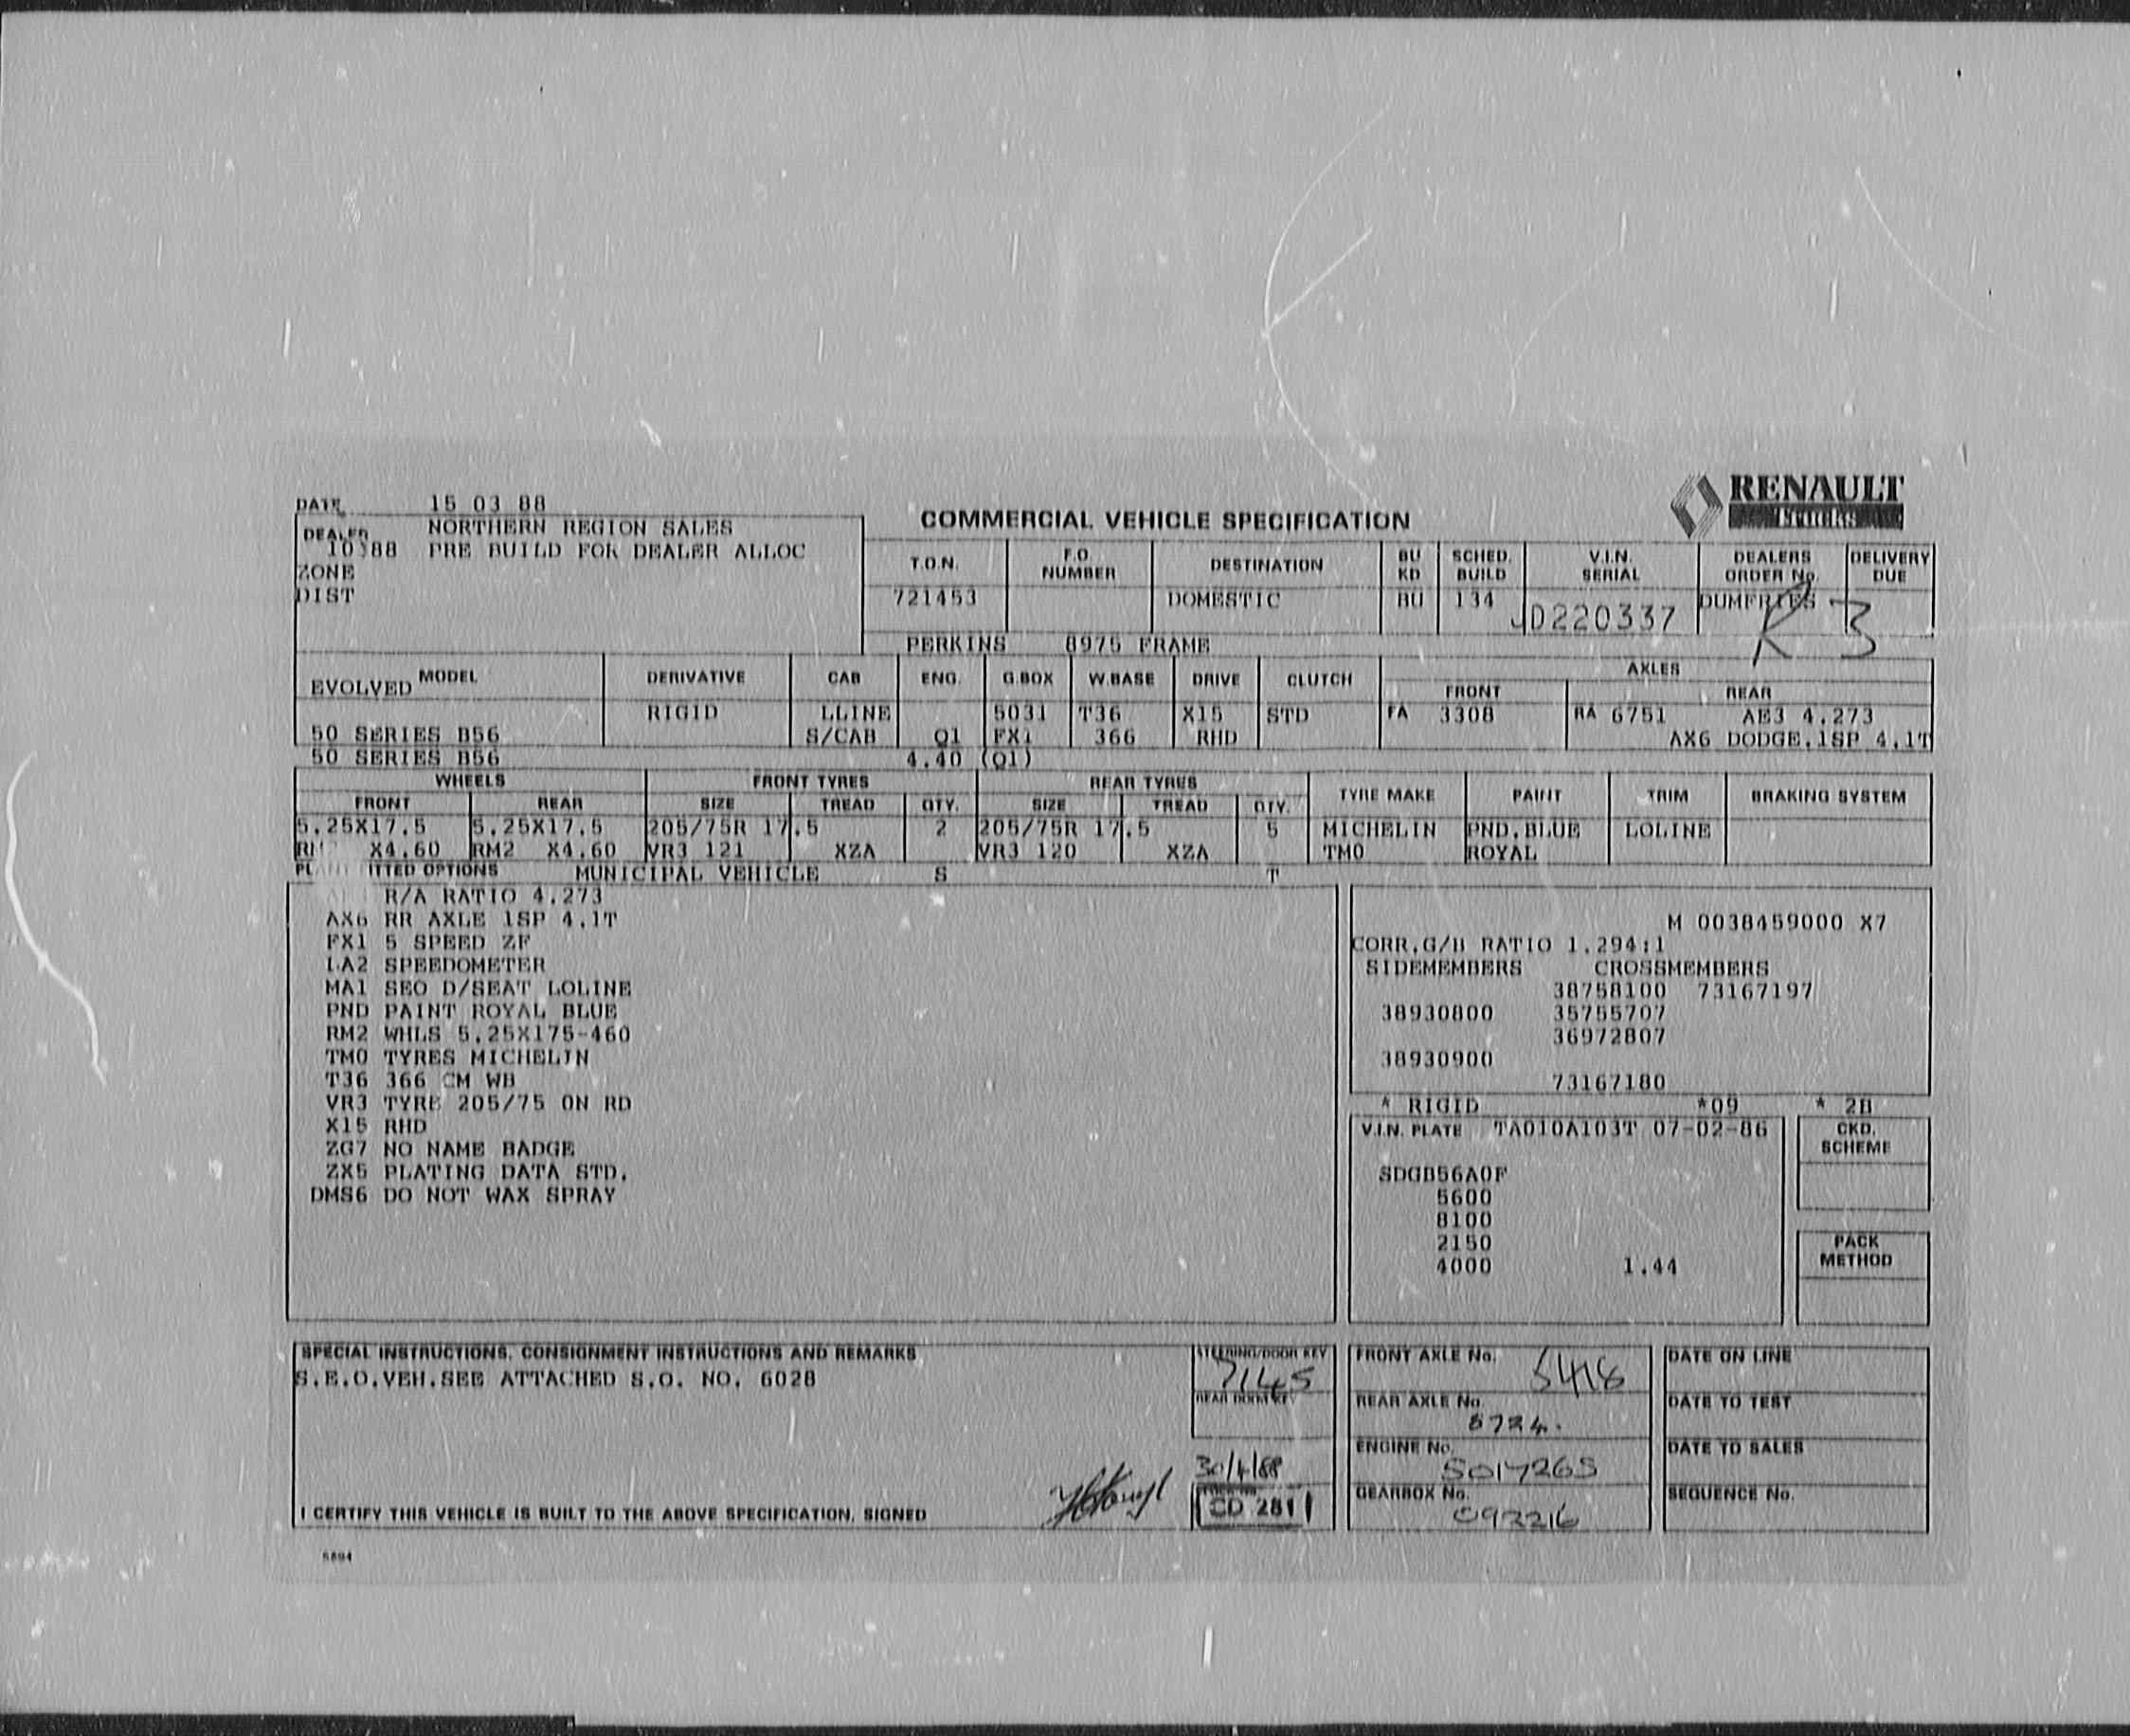 RENAULT
Trucks
DATE 15 03 88
COMMERCIAL VEHICLE SPECIFICATION
DEALER NORTHERN REGION SALES
10388 PRE BUILD FOR DEALER ALLOC
ZONE
DIST
T.O.N. F.O. NUMBER DESTINATION BU KD SCHED. BUILD V.I.N. SERIAL DEALERS ORDER No. DELIVERY DUE
721453 DOMESTIC BU 134 JD220337 DUMFRIES R 3
PERKINS 8975 FRAME
MODEL DERIVATIVE CAB ENG. G.BOX W.BASE DRIVE CLUTCH AXLES
EVOLVED FRONT REAR
RIGID LLINE 5031 T36 X15 STD FA 3308 RA 6751 AE3 4.273
50 SERIES B56 S/CAB Q1 FX1 366 RHD AX6 DODGE.1SP 4.1T
50 SERIES B56 4.40 (Q1)
WHEELS FRONT TYRES REAR TYRES TYRE MAKE PAINT TRIM BRAKING SYSTEM
FRONT REAR SIZE TREAD QTY. SIZE TREAD QTY.
5.25X17.5 5.25X17.5 205/75R 17.5 2 205/75R 17.5 5 MICHELIN PND.BLUE LOLINE
X4.60 RM2 X4.60 VR3 121 XZA VR3 120 XZA TMO ROYAL
OPTIONS MUNICIPAL VEHICLE S T
R/A RATIO 4.273
AX6 RR AXLE 1SP 4.1T
FX1 5 SPEED ZF
LA2 SPEEDOMETER
MA1 SEO D/SEAT LOLINE
PND PAINT ROYAL BLUE
RM2 WHLS 5.25X175-460
TMO TYRES MICHELIN
T36 366 CM WB
VR3 TYRE 205/75 ON RD
X15 RHD
ZG7 NO NAME BADGE
ZX5 PLATING DATA STD.
DMS6 DO NOT WAX SPRAY
M 0038459000 X7
CORR.G/B RATIO 1.294:1
SIDEMEMBERS CROSSMEMBERS
38758100 73167197
38930800 35755707
36972807
38930900
73167180
* RIGID *09 * 2B
V.I.N. PLATE TA010A103T 07-02-86
SDGB56A0F
5600
8100
2150
4000 1.44
CKD. SCHEME
PACK METHOD
SPECIAL INSTRUCTIONS, CONSIGNMENT INSTRUCTIONS AND REMARKS
S.E.O.VEH.SEE ATTACHED S.O. NO. 6028
STEERING/DOOR KEY
7145
REAR DOOR KEY
30/4/88
CD 281
I CERTIFY THIS VEHICLE IS BUILT TO THE ABOVE SPECIFICATION. SIGNED
FRONT AXLE No. 5418
REAR AXLE No. 8724.
ENGINE No. S017265
GEARBOX No. 092216
DATE ON LINE
DATE TO TEST
DATE TO SALES
SEQUENCE No.
5894